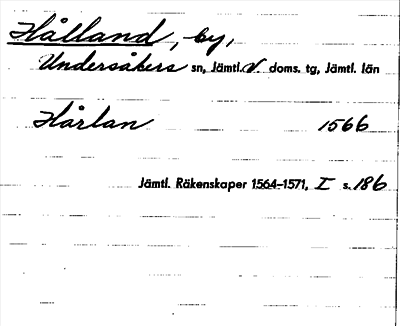 Hålland, by,
Undersåkers sn, Jämtl. V. doms. tg, Jämtl. län
Hårlan 1566
Jämtl. Räkenskaper 1564-1571, I s. 186